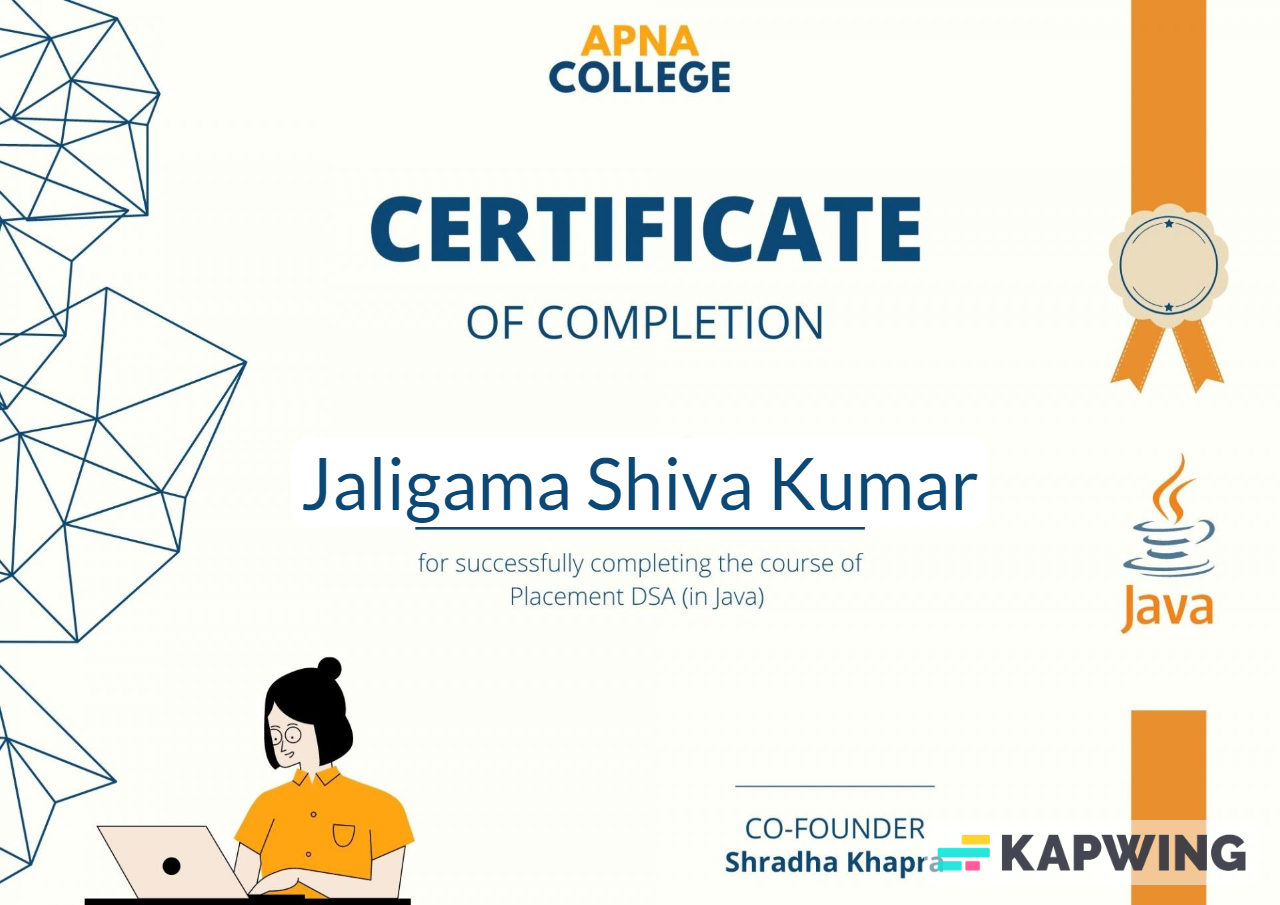 APNA
COLLEGE
CERTIFICATE
OF COMPLETION
Jaligama Shiva Kumar
for successfully completing the course of
Placement DSA (in Java)
Java
CO-FOUNDER
Shradha Khapra
KAPWING